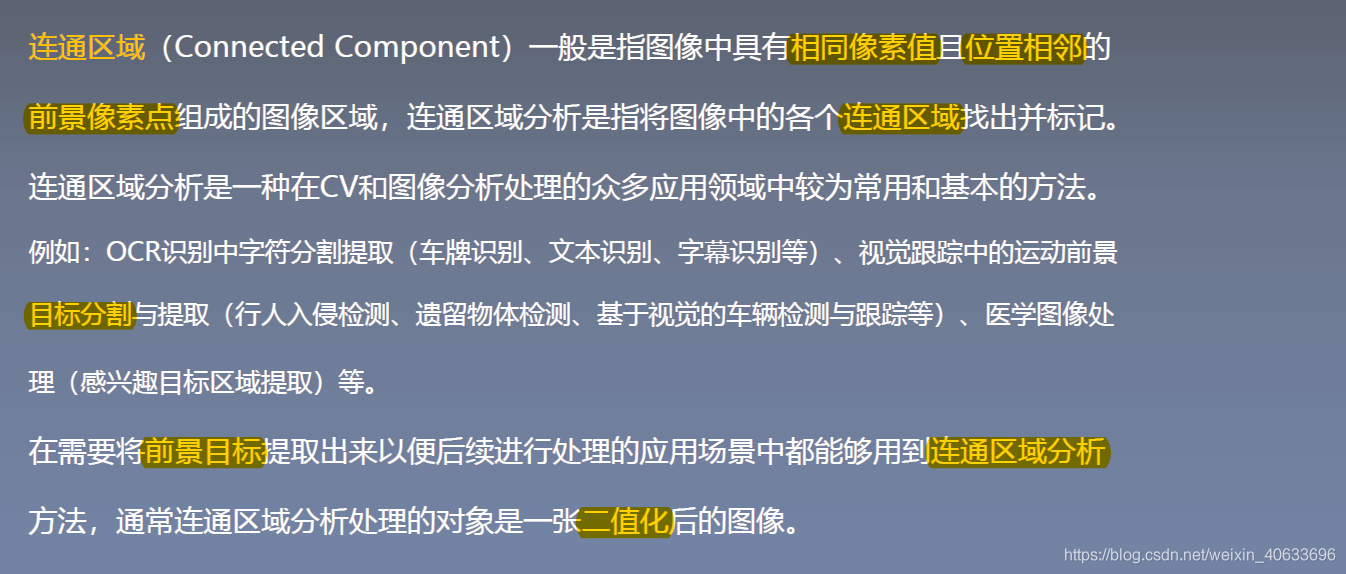 连通区域（Connected Component）一般是指图像中具有相同像素值且位置相邻的
前景像素点组成的图像区域，连通区域分析是指将图像中的各个连通区域找出并标记。
连通区域分析是一种在CV和图像分析处理的众多应用领域中较为常用和基本的方法。
例如：OCR识别中字符分割提取（车牌识别、文本识别、字幕识别等）、视觉跟踪中的运动前景
目标分割与提取（行人入侵检测、遗留物体检测、基于视觉的车辆检测与跟踪等）、医学图像处
理（感兴趣目标区域提取）等。
在需要将前景目标提取出来以便后续进行处理的应用场景中都能够用到连通区域分析
方法，通常连通区域分析处理的对象是一张二值化后的图像。
https://blog.csdn.net/weixin_40633696